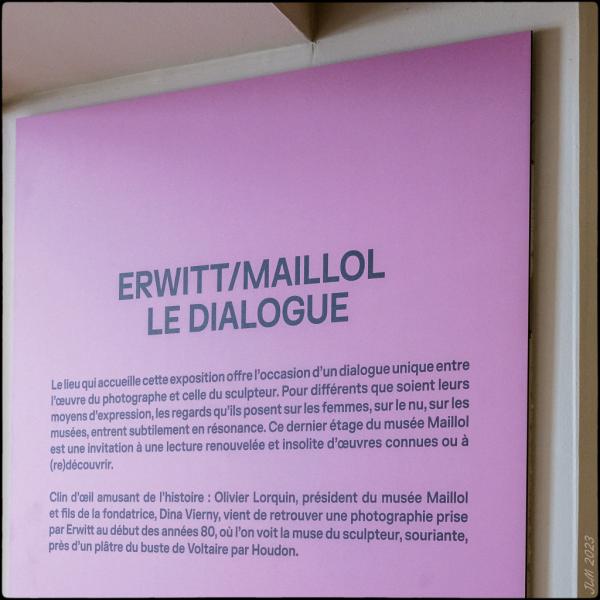 ERWITT/MAILLOL
LE DIALOGUE
Le lieu qui accueille cette exposition offre l'occasion d'un dialogue unique entre
l'œuvre du photographe et celle du sculpteur. Pour différents que soient leurs
moyens d'expression, les regards qu'ils posent sur les femmes, sur le nu, sur les
musées, entrent subtilement en résonance. Ce dernier étage du musée Maillol
est une invitation à une lecture renouvelée et insolite d'œuvres connues ou à
(re)découvrir.
Clin d'œil amusant de l'histoire : Olivier Lorquin, président du musée Maillol
et fils de la fondatrice, Dina Vierny, vient de retrouver une photographie prise
par Erwitt au début des années 80, où l'on voit la muse du sculpteur, souriante,
près d'un plâtre du buste de Voltaire par Houdon.
JLM 2023